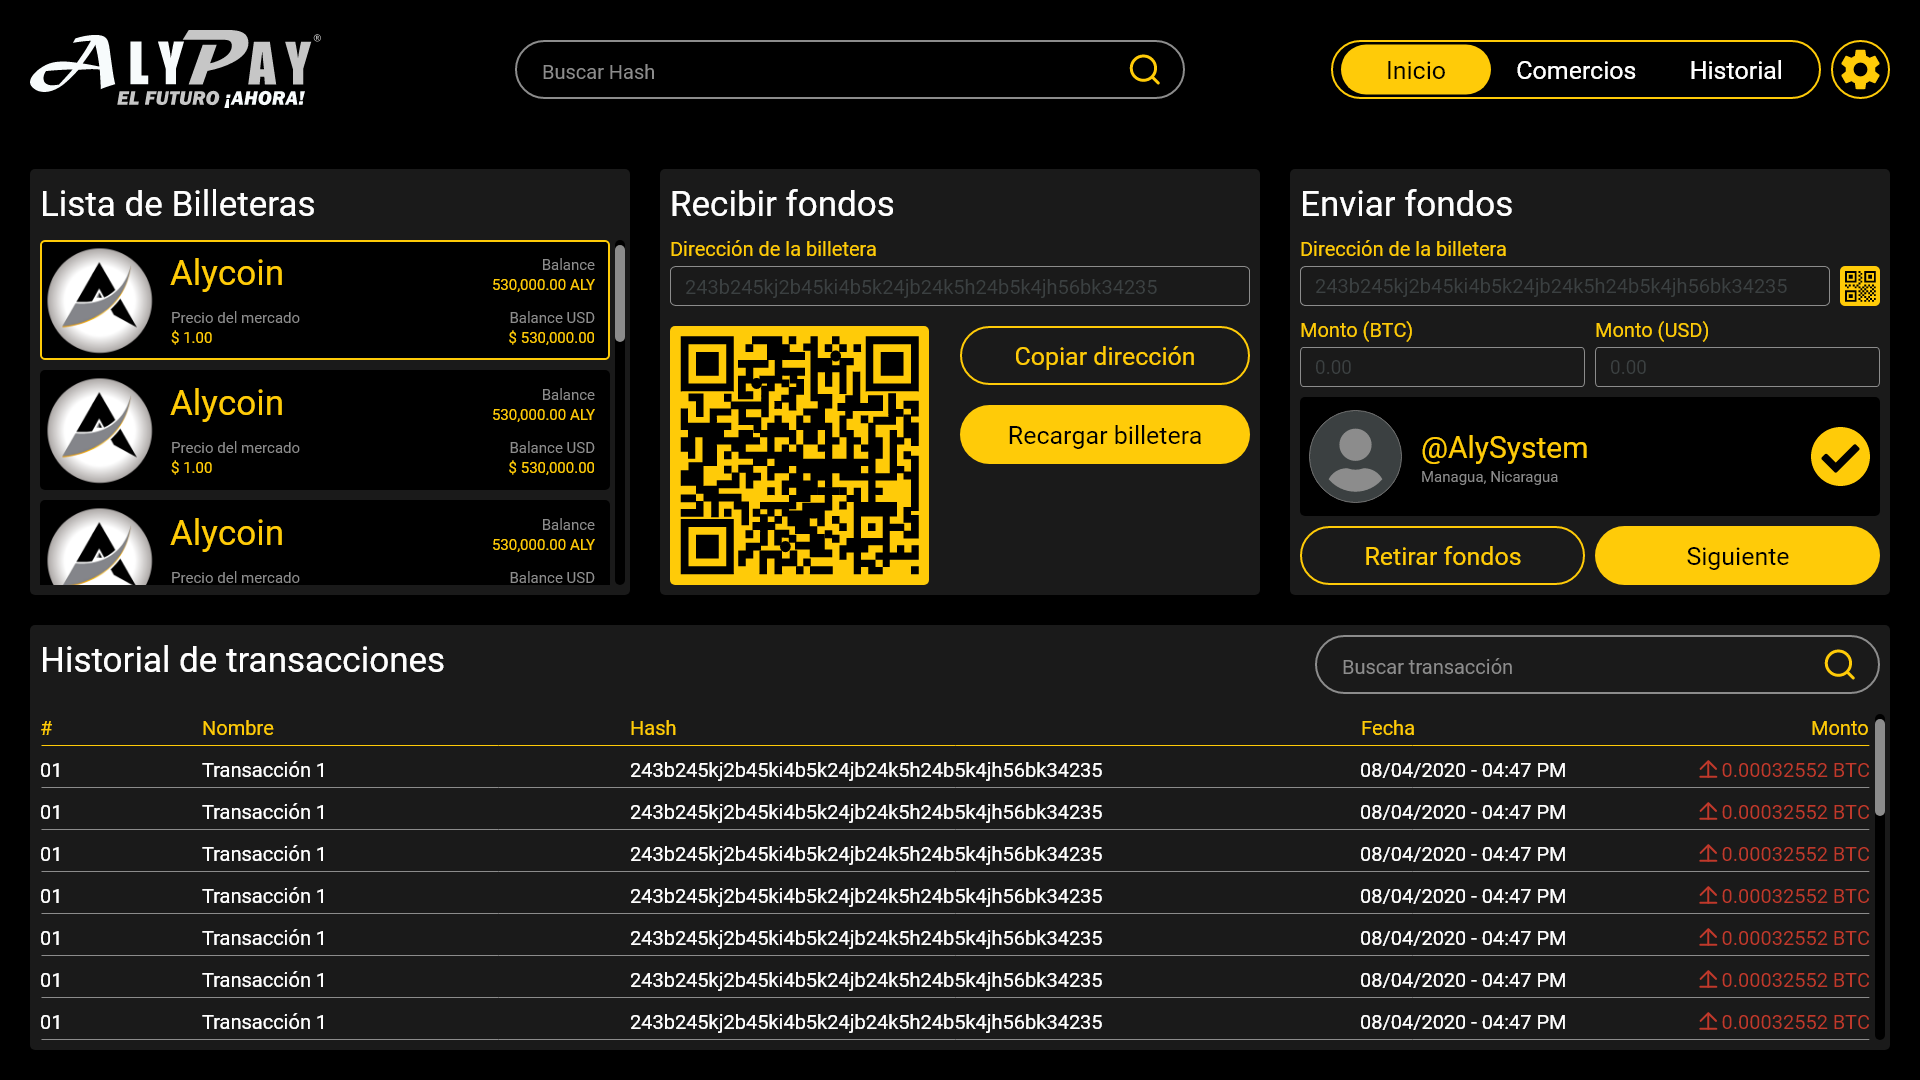 ALYPAY®
EL FUTURO ¡AHORA!
Buscar Hash
Inicio
Comercios
Historial
Lista de Billeteras
Alycoin
Balance
530,000.00 ALY
Precio del mercado
Balance USD
$ 1.00
$ 530,000.00
Alycoin
Balance
530,000.00 ALY
Precio del mercado
Balance USD
$ 1.00
$ 530,000.00
Alycoin
Balance
530,000.00 ALY
Precio del mercado
Balance USD
Recibir fondos
Dirección de la billetera
243b245kj2b45ki4b5k24jb24k5h24b5k4jh56bk34235
Copiar dirección
Recargar billetera
Enviar fondos
Dirección de la billetera
243b245kj2b45ki4b5k24jb24k5h24b5k4jh56bk34235
Monto (BTC)
Monto (USD)
0.00
0.00
@AlySystem
Managua, Nicaragua
Retirar fondos
Siguiente
Historial de transacciones
Buscar transacción
# Nombre Hash Fecha Monto
01 Transacción 1 243b245kj2b45ki4b5k24jb24k5h24b5k4jh56bk34235 08/04/2020 - 04:47 PM 0.00032552 BTC
01 Transacción 1 243b245kj2b45ki4b5k24jb24k5h24b5k4jh56bk34235 08/04/2020 - 04:47 PM 0.00032552 BTC
01 Transacción 1 243b245kj2b45ki4b5k24jb24k5h24b5k4jh56bk34235 08/04/2020 - 04:47 PM 0.00032552 BTC
01 Transacción 1 243b245kj2b45ki4b5k24jb24k5h24b5k4jh56bk34235 08/04/2020 - 04:47 PM 0.00032552 BTC
01 Transacción 1 243b245kj2b45ki4b5k24jb24k5h24b5k4jh56bk34235 08/04/2020 - 04:47 PM 0.00032552 BTC
01 Transacción 1 243b245kj2b45ki4b5k24jb24k5h24b5k4jh56bk34235 08/04/2020 - 04:47 PM 0.00032552 BTC
01 Transacción 1 243b245kj2b45ki4b5k24jb24k5h24b5k4jh56bk34235 08/04/2020 - 04:47 PM 0.00032552 BTC